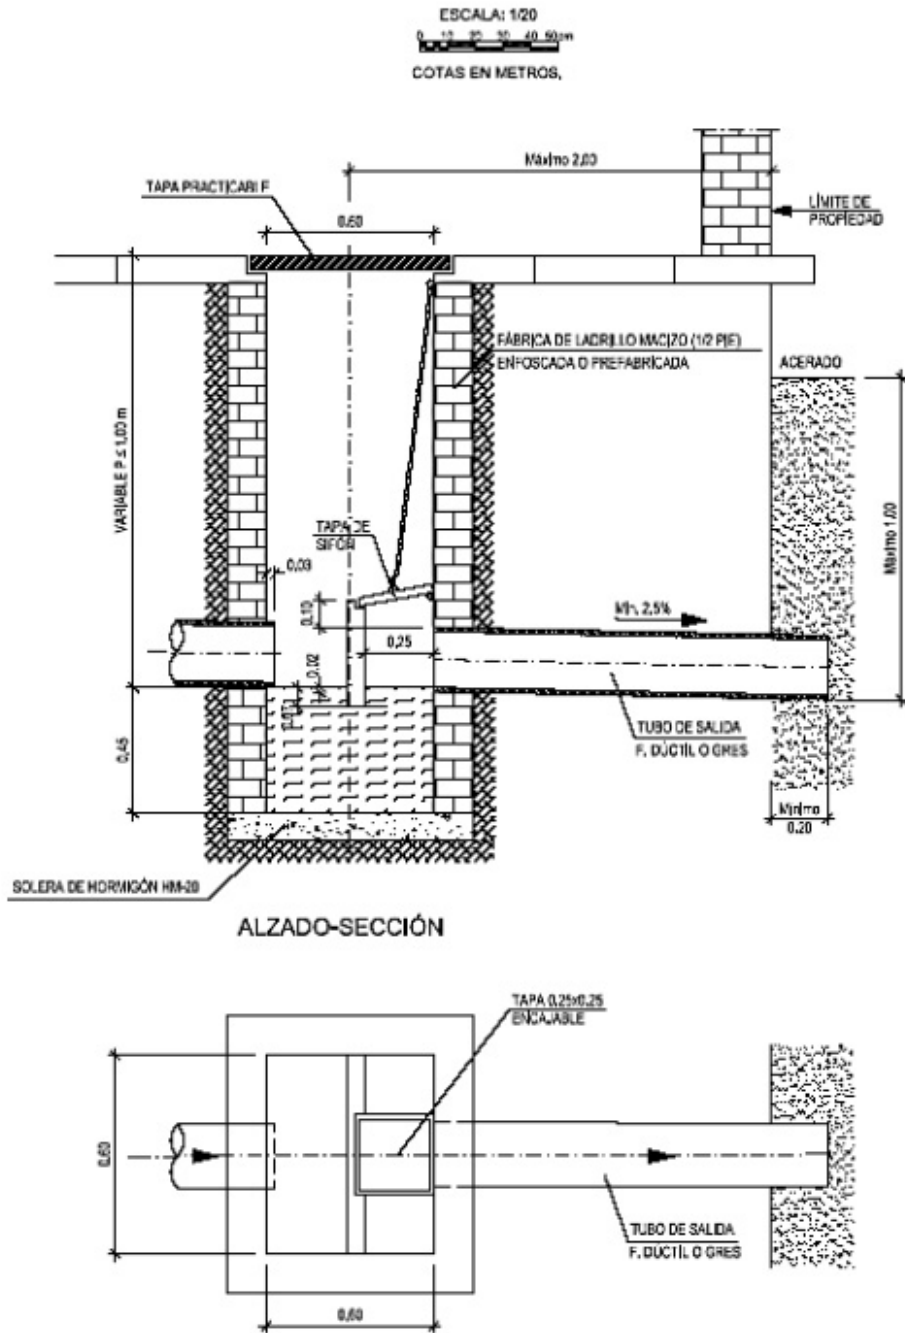 ESCALA: 1/20
0 10 20 30 40 50cm
COTAS EN METROS,
Máximo 2,00
TAPA PRACTICABLE
LÍMITE DE
PROPIEDAD
0,60
FÁBRICA DE LADRILLO MACIZO (1/2 PIE)
ENFOSCADA O PREFABRICADA
ACERADO
VARIABLE P ≤ 1,00 m
TAPA DE
SIFÓN
0,03
Máximo 1,00
0,10
Mín. 2,5%
0,25
0,02
0,07
TUBO DE SALIDA
F. DÚCTIL O GRES
0,45
Mínimo
0,20
SOLERA DE HORMIGÓN HM-20
ALZADO-SECCIÓN
TAPA 0,25x0,25
ENCAJABLE
0,60
TUBO DE SALIDA
F. DÚCTIL O GRES
0,60